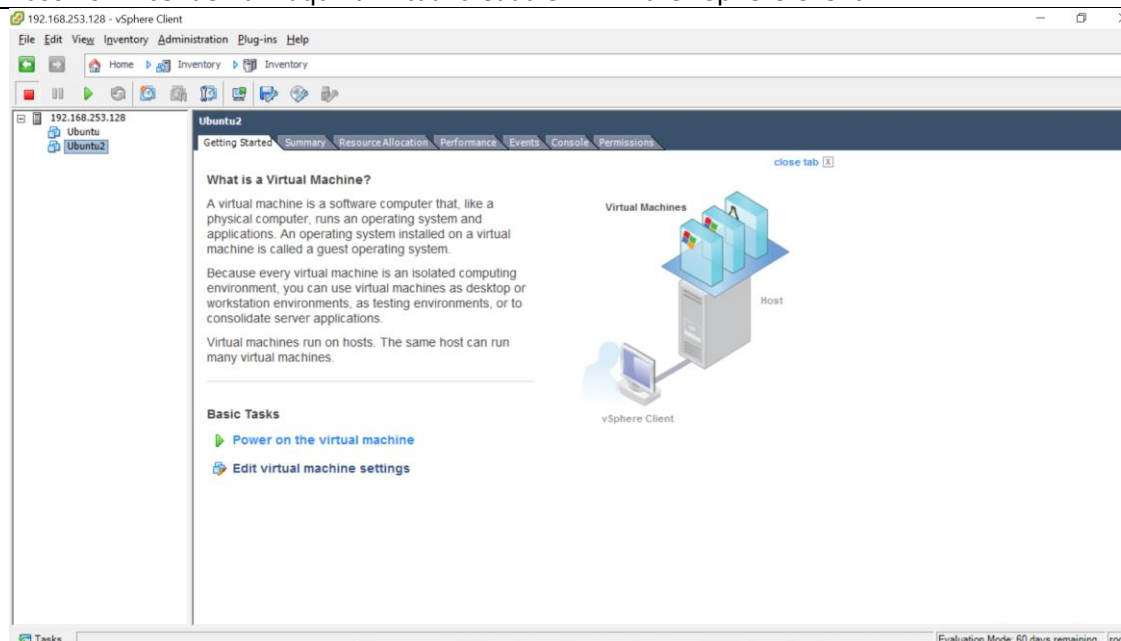 192.168.253.128 - vSphere Client
File Edit View Inventory Administration Plug-ins Help
Home Inventory Inventory
192.168.253.128
Ubuntu
Ubuntu2
Ubuntu2
Getting Started Summary Resource Allocation Performance Events Console Permissions
close tab
What is a Virtual Machine?
A virtual machine is a software computer that, like a
physical computer, runs an operating system and
applications. An operating system installed on a virtual
machine is called a guest operating system.
Because every virtual machine is an isolated computing
environment, you can use virtual machines as desktop or
workstation environments, as testing environments, or to
consolidate server applications.
Virtual machines run on hosts. The same host can run
many virtual machines.
Virtual Machines
Host
vSphere Client
Basic Tasks
Power on the virtual machine
Edit virtual machine settings
Tasks
Evaluation Mode: 60 days remaining